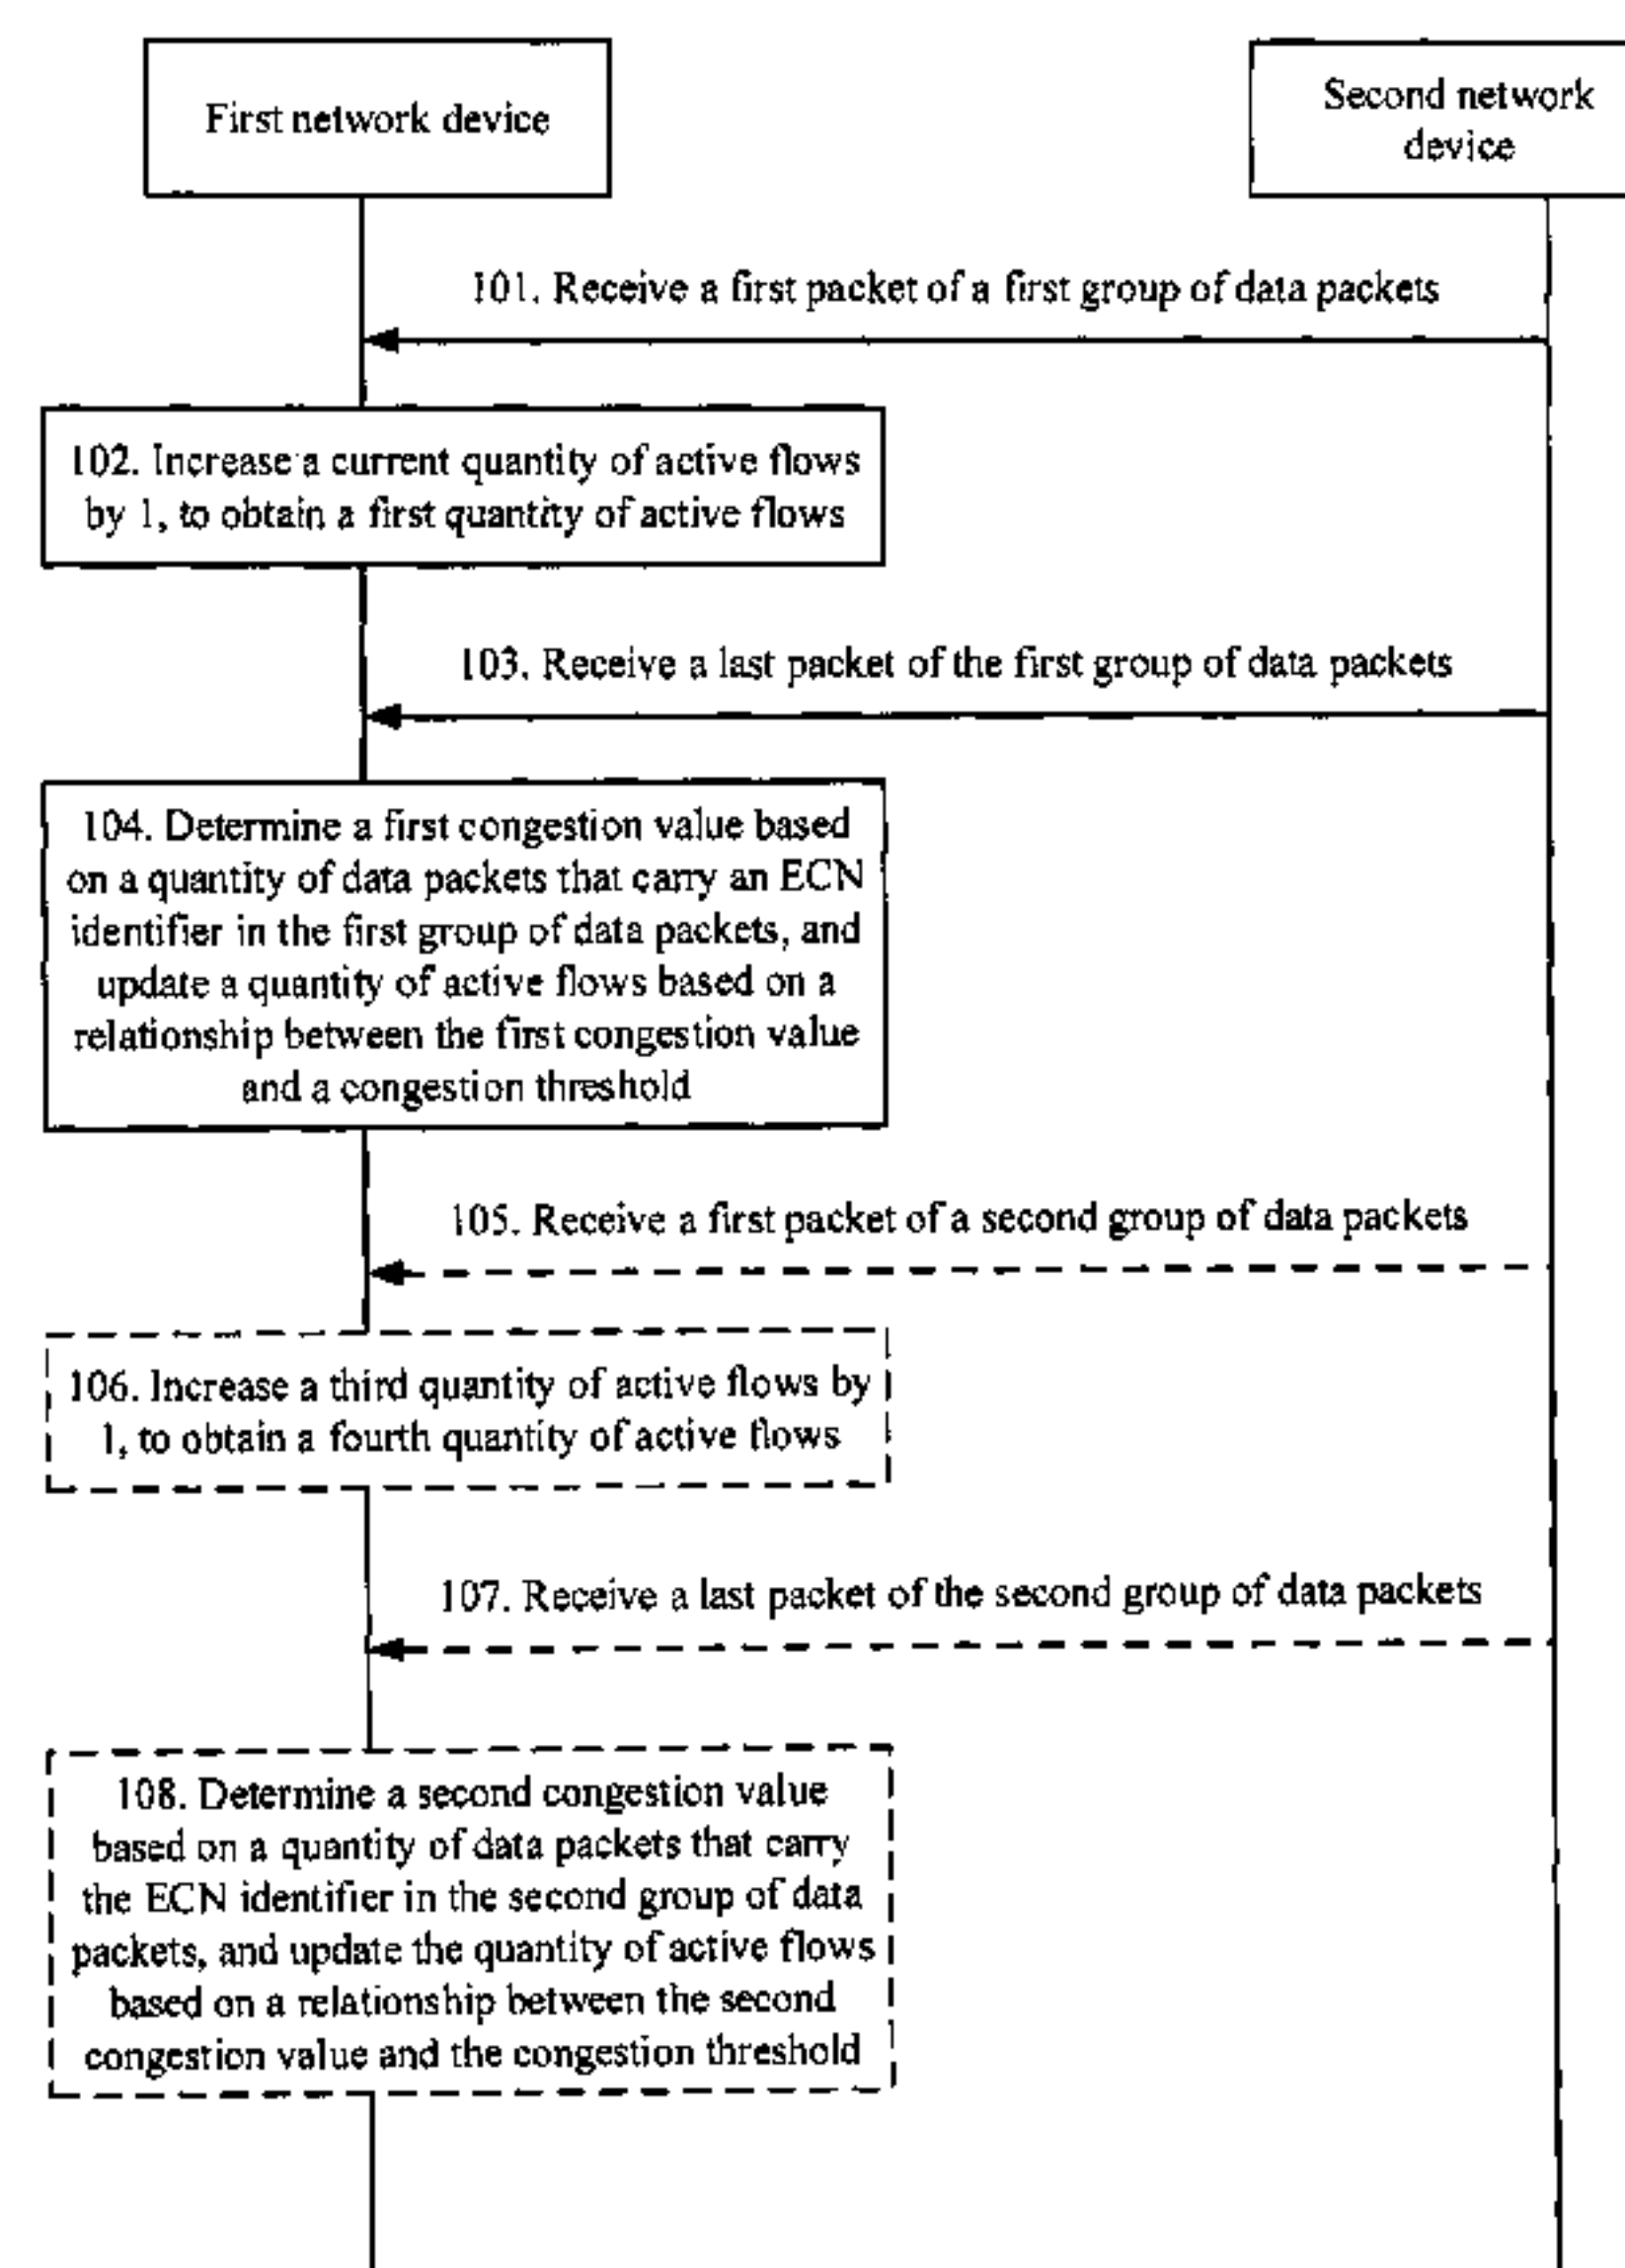 First network device
Second network
device
101. Receive a first packet of a first group of data packets
102. Increase a current quantity of active flows
by 1, to obtain a first quantity of active flows
103. Receive a last packet of the first group of data packets
104. Determine a first congestion value based
on a quantity of data packets that carry an ECN
identifier in the first group of data packets, and
update a quantity of active flows based on a
relationship between the first congestion value
and a congestion threshold
105. Receive a first packet of a second group of data packets
106. Increase a third quantity of active flows by
1, to obtain a fourth quantity of active flows
107. Receive a last packet of the second group of data packets
108. Determine a second congestion value
based on a quantity of data packets that carry
the ECN identifier in the second group of data
packets, and update the quantity of active flows
based on a relationship between the second
congestion value and the congestion threshold